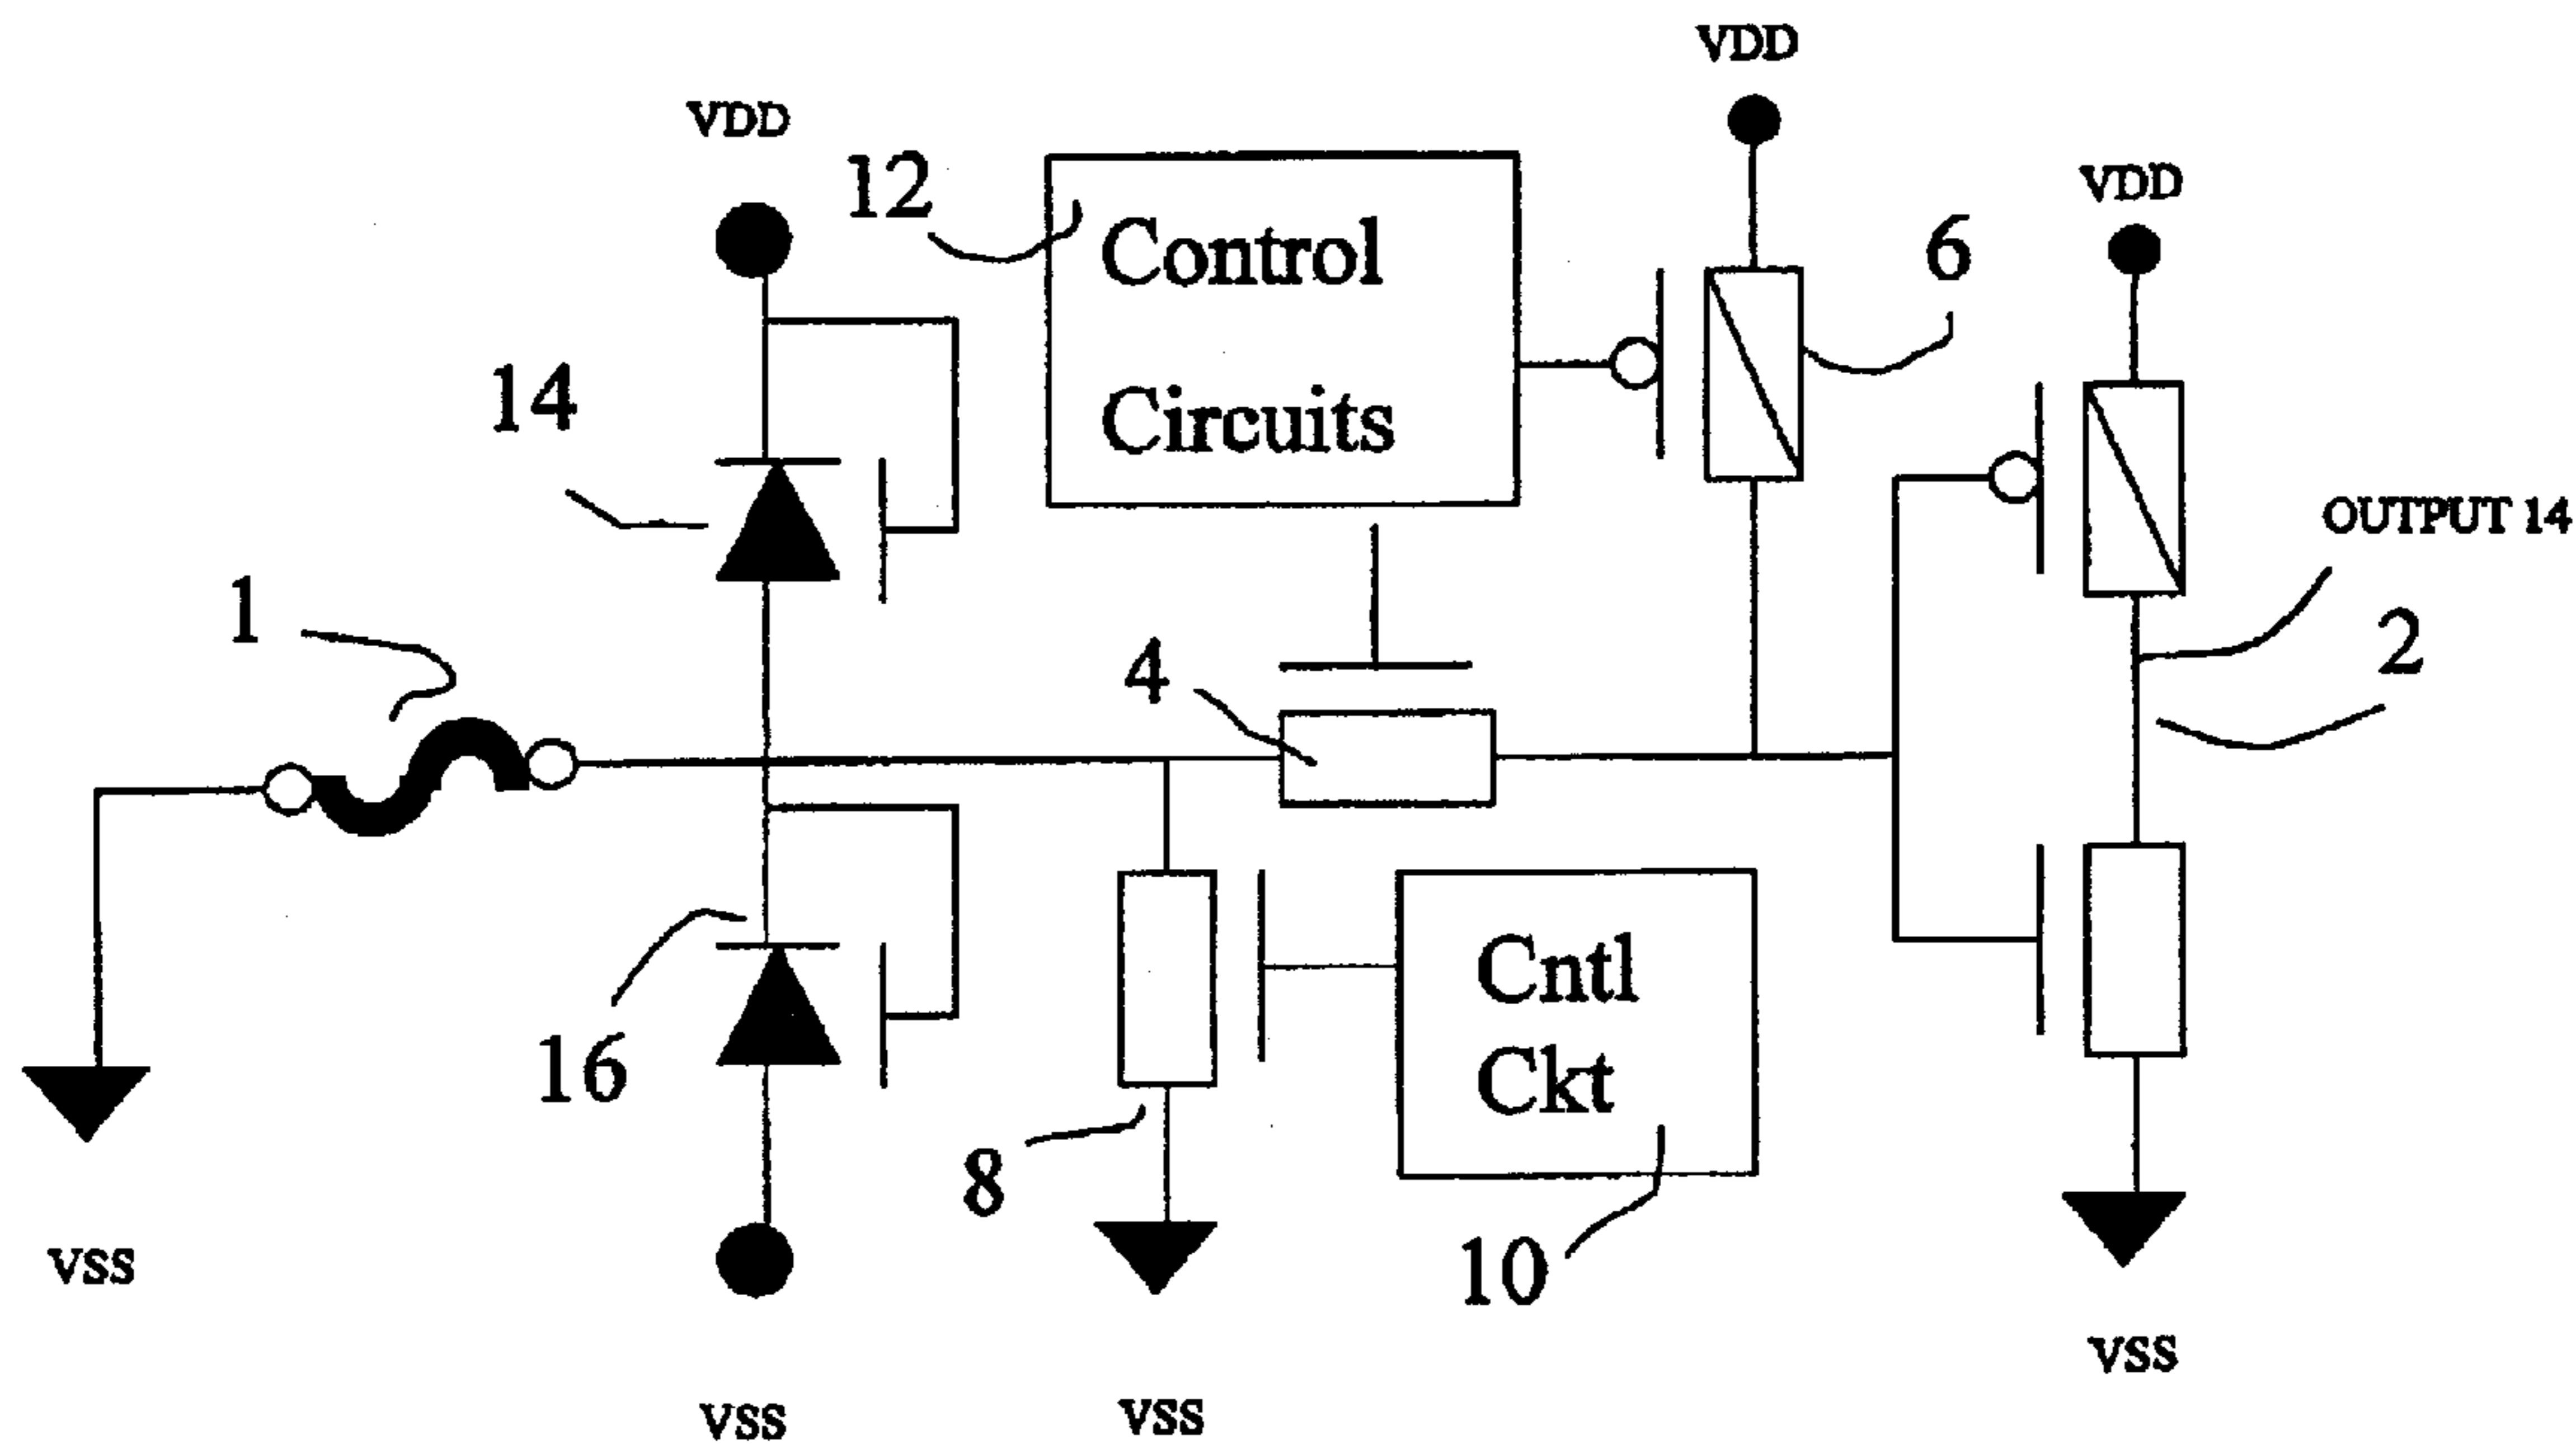 VDD
VDD
12
Control
Circuits
6
VDD
14
OUTPUT 14
1
4
2
16
8
Cntl
Ckt
10
VSS
VSS
VSS
VSS